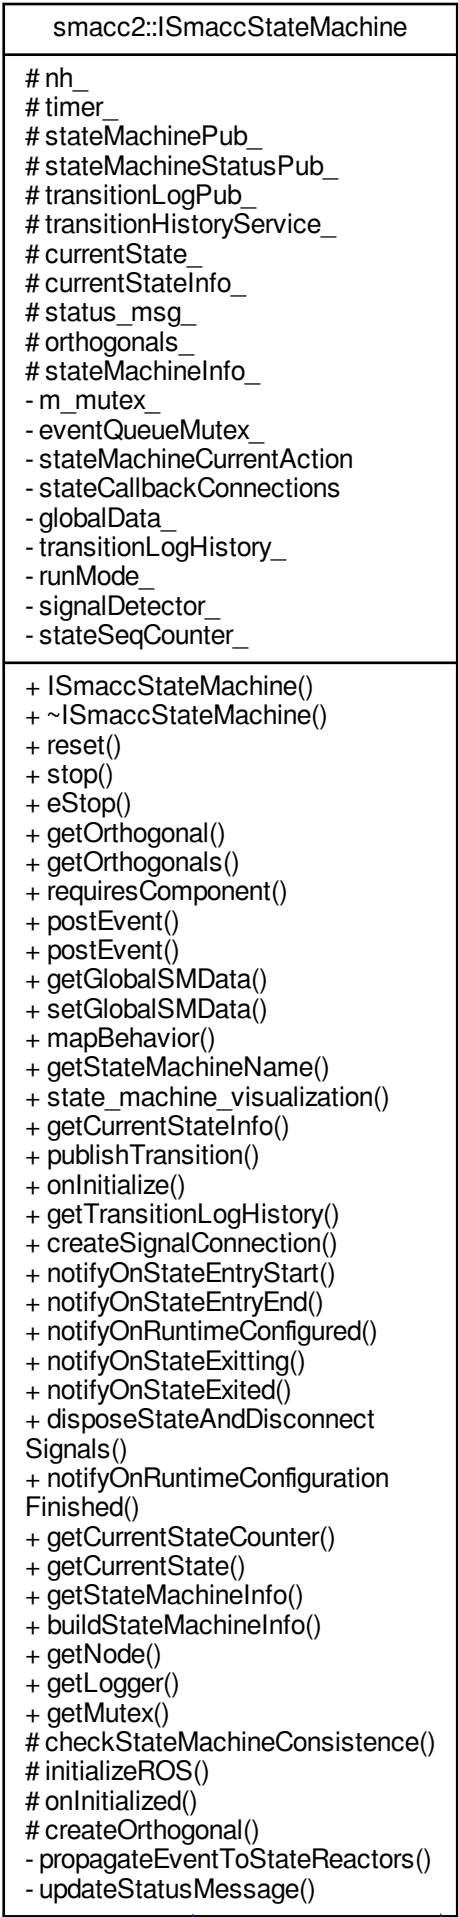 smacc2::ISmaccStateMachine
# nh_
# timer_
# stateMachinePub_
# stateMachineStatusPub_
# transitionLogPub_
# transitionHistoryService_
# currentState_
# currentStateInfo_
# status_msg_
# orthogonals_
# stateMachineInfo_
- m_mutex_
- eventQueueMutex_
- stateMachineCurrentAction
- stateCallbackConnections
- globalData_
- transitionLogHistory_
- runMode_
- signalDetector_
- stateSeqCounter_
+ ISmaccStateMachine()
+ ~ISmaccStateMachine()
+ reset()
+ stop()
+ eStop()
+ getOrthogonal()
+ getOrthogonals()
+ requiresComponent()
+ postEvent()
+ postEvent()
+ getGlobalSMData()
+ setGlobalSMData()
+ mapBehavior()
+ getStateMachineName()
+ state_machine_visualization()
+ getCurrentStateInfo()
+ publishTransition()
+ onInitialize()
+ getTransitionLogHistory()
+ createSignalConnection()
+ notifyOnStateEntryStart()
+ notifyOnStateEntryEnd()
+ notifyOnRuntimeConfigured()
+ notifyOnStateExitting()
+ notifyOnStateExited()
+ disposeStateAndDisconnect
Signals()
+ notifyOnRuntimeConfiguration
Finished()
+ getCurrentStateCounter()
+ getCurrentState()
+ getStateMachineInfo()
+ buildStateMachineInfo()
+ getNode()
+ getLogger()
+ getMutex()
# checkStateMachineConsistence()
# initializeROS()
# onInitialized()
# createOrthogonal()
- propagateEventToStateReactors()
- updateStatusMessage()